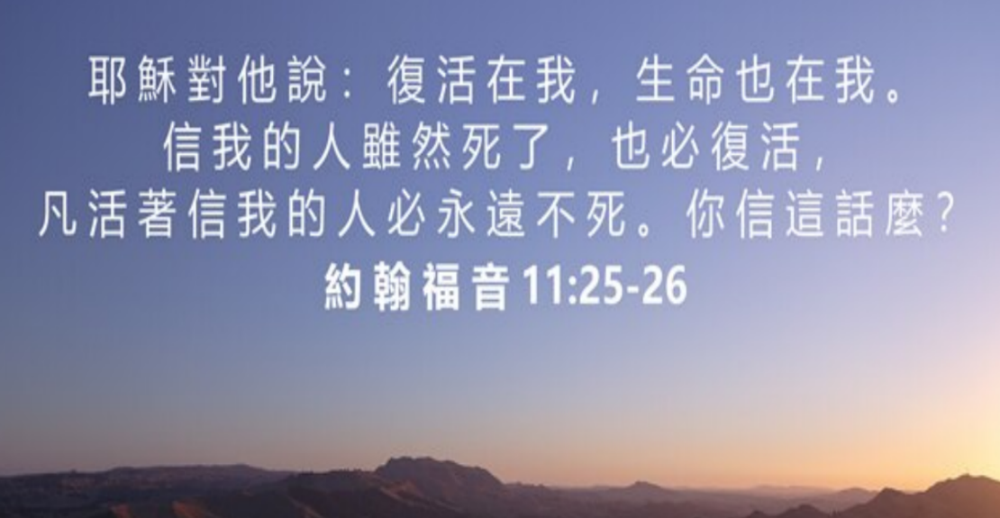 耶穌對他說：復活在我，生命也在我。
信我的人雖然死了，也必復活，
凡活著信我的人必永遠不死。你信這話麼？
約翰福音 11:25-26